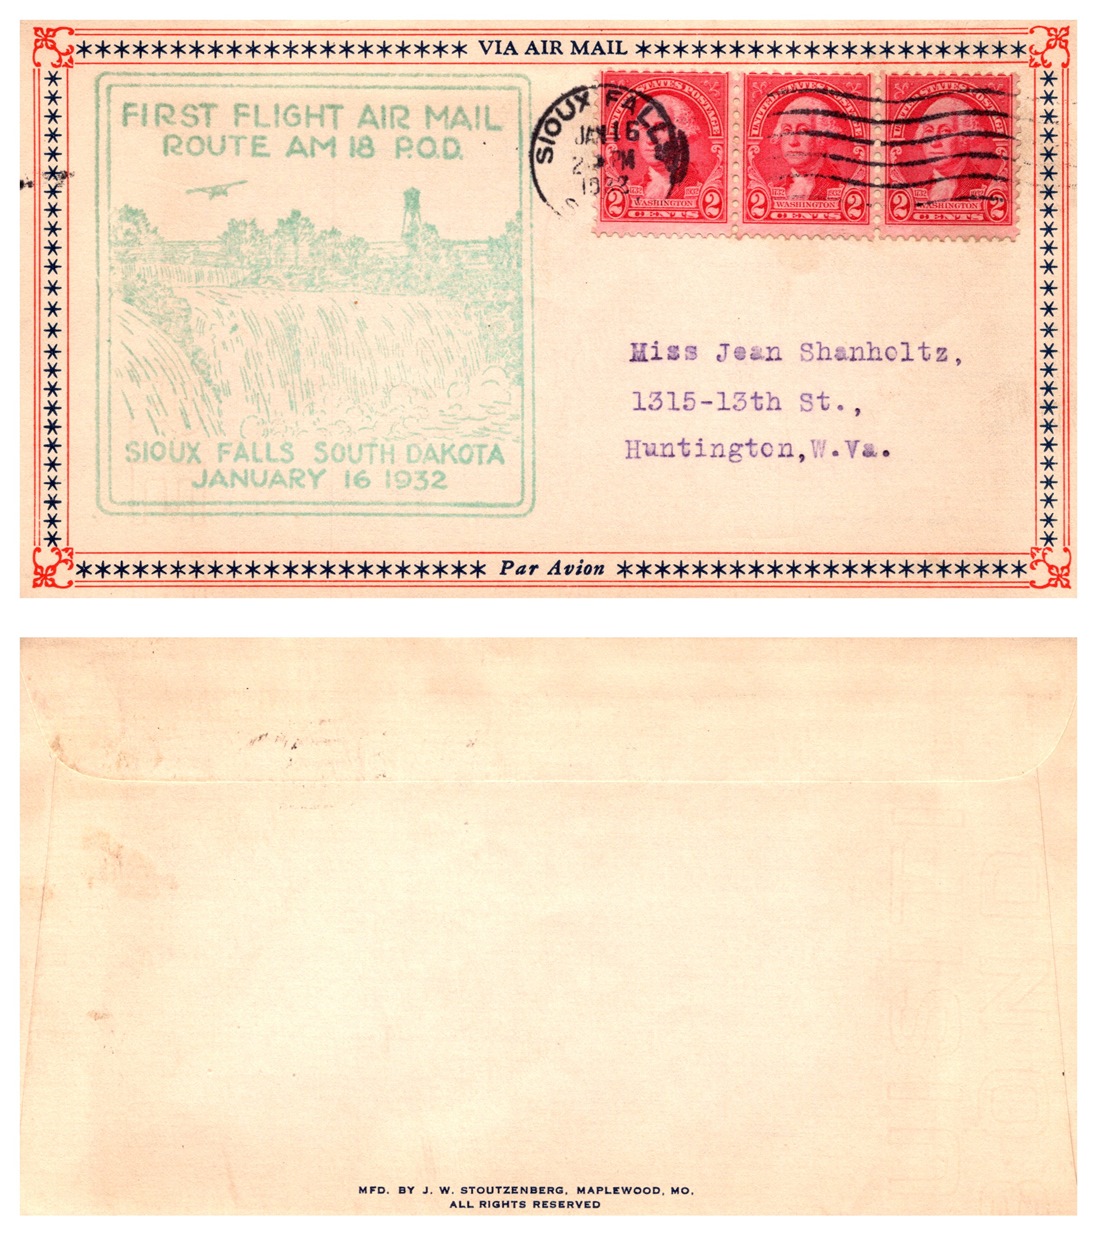 VIA AIR MAIL
FIRST FLIGHT AIR MAIL
ROUTE AM 18 P.O.D.
SIOUX FALLS SOUTH DAKOTA
JANUARY 16 1932
SIOUX FALLS
JAN 16
PM
UNITED STATES POSTAGE
2 WASHINGTON 2
CENTS
UNITED STATES POSTAGE
2 WASHINGTON 2
CENTS
UNITED STATES POSTAGE
2 WASHINGTON 2
CENTS
Miss Jean Shanholtz,
1315-13th St.,
Huntington,W.Va.
Par Avion
MFD. BY J. W. STOUTZENBERG, MAPLEWOOD, MO.
ALL RIGHTS RESERVED